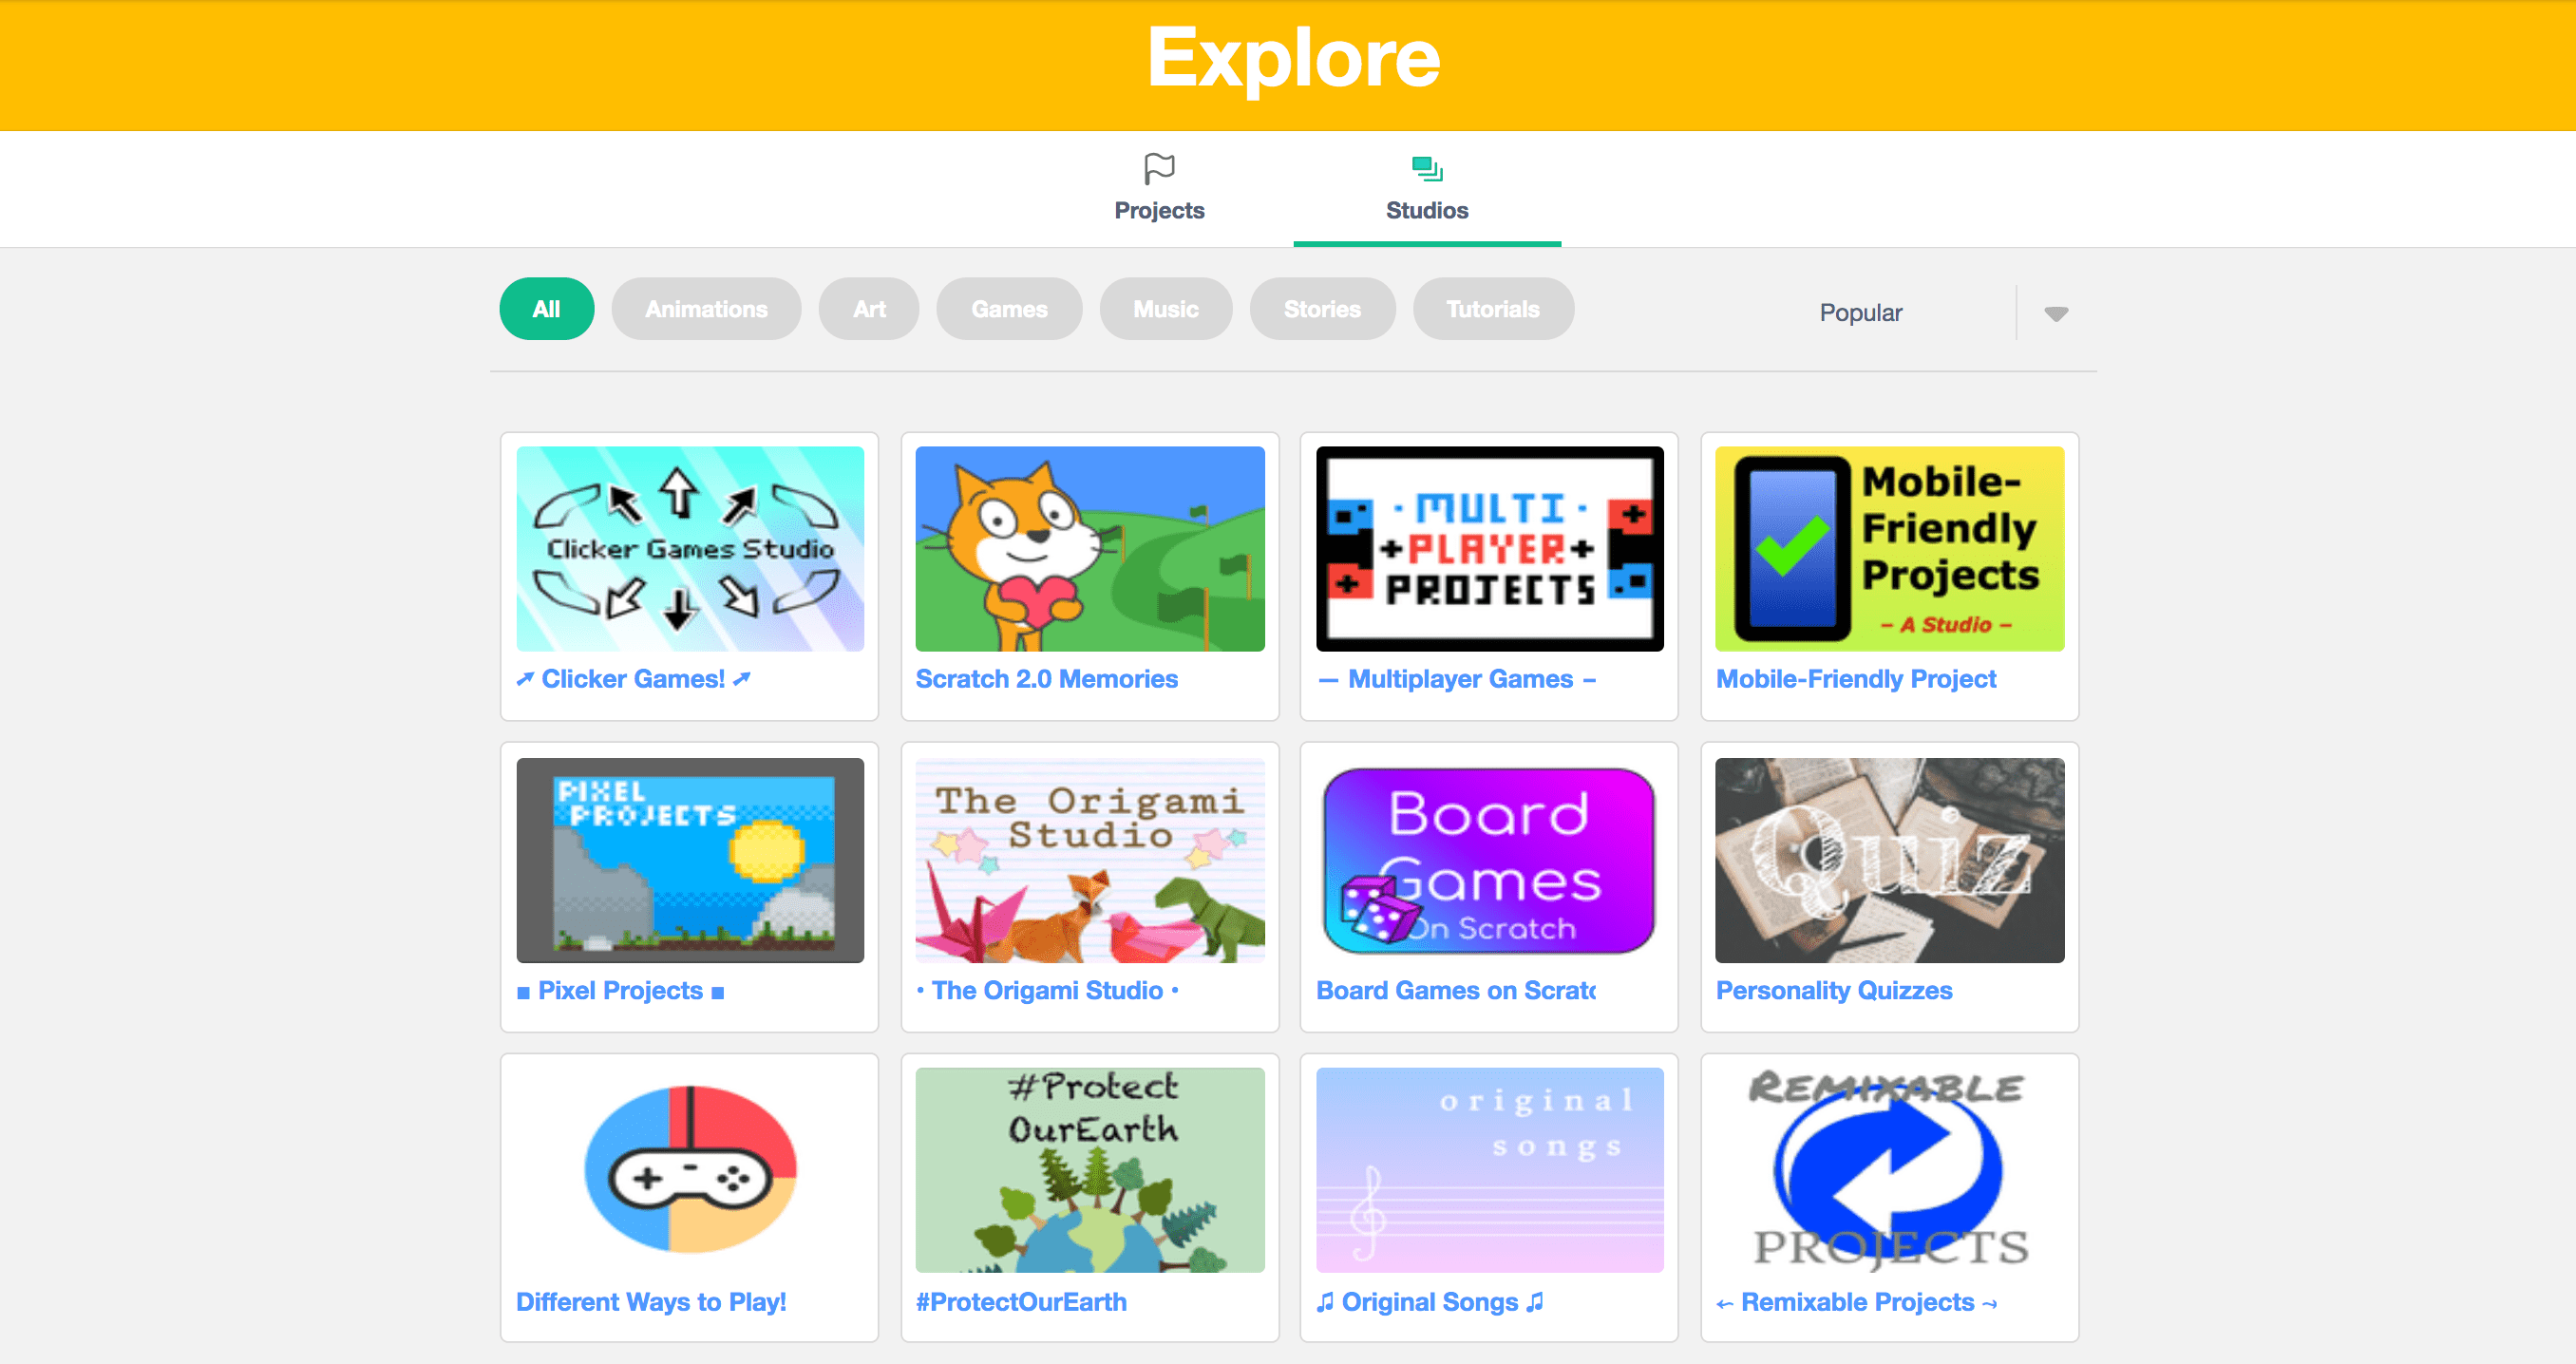 Explore
Projects
Studios
All
Animations
Art
Games
Music
Stories
Tutorials
Popular
Clicker Games Studio
➚ Clicker Games! ➚
Scratch 2.0 Memories
· MULTI ·
+PLAYER+
PROJECTS
— Multiplayer Games –
Mobile-
Friendly
Projects
– A Studio –
Mobile-Friendly Project
PIXEL
PROJECTS
■ Pixel Projects ■
The Origami
Studio
• The Origami Studio •
Board
Games
On Scratch
Board Games on Scratc
Quiz
Personality Quizzes
Different Ways to Play!
#Protect
OurEarth
#ProtectOurEarth
original
songs
♫ Original Songs ♫
REMIXABLE
PROJECTS
⤝ Remixable Projects ⤳